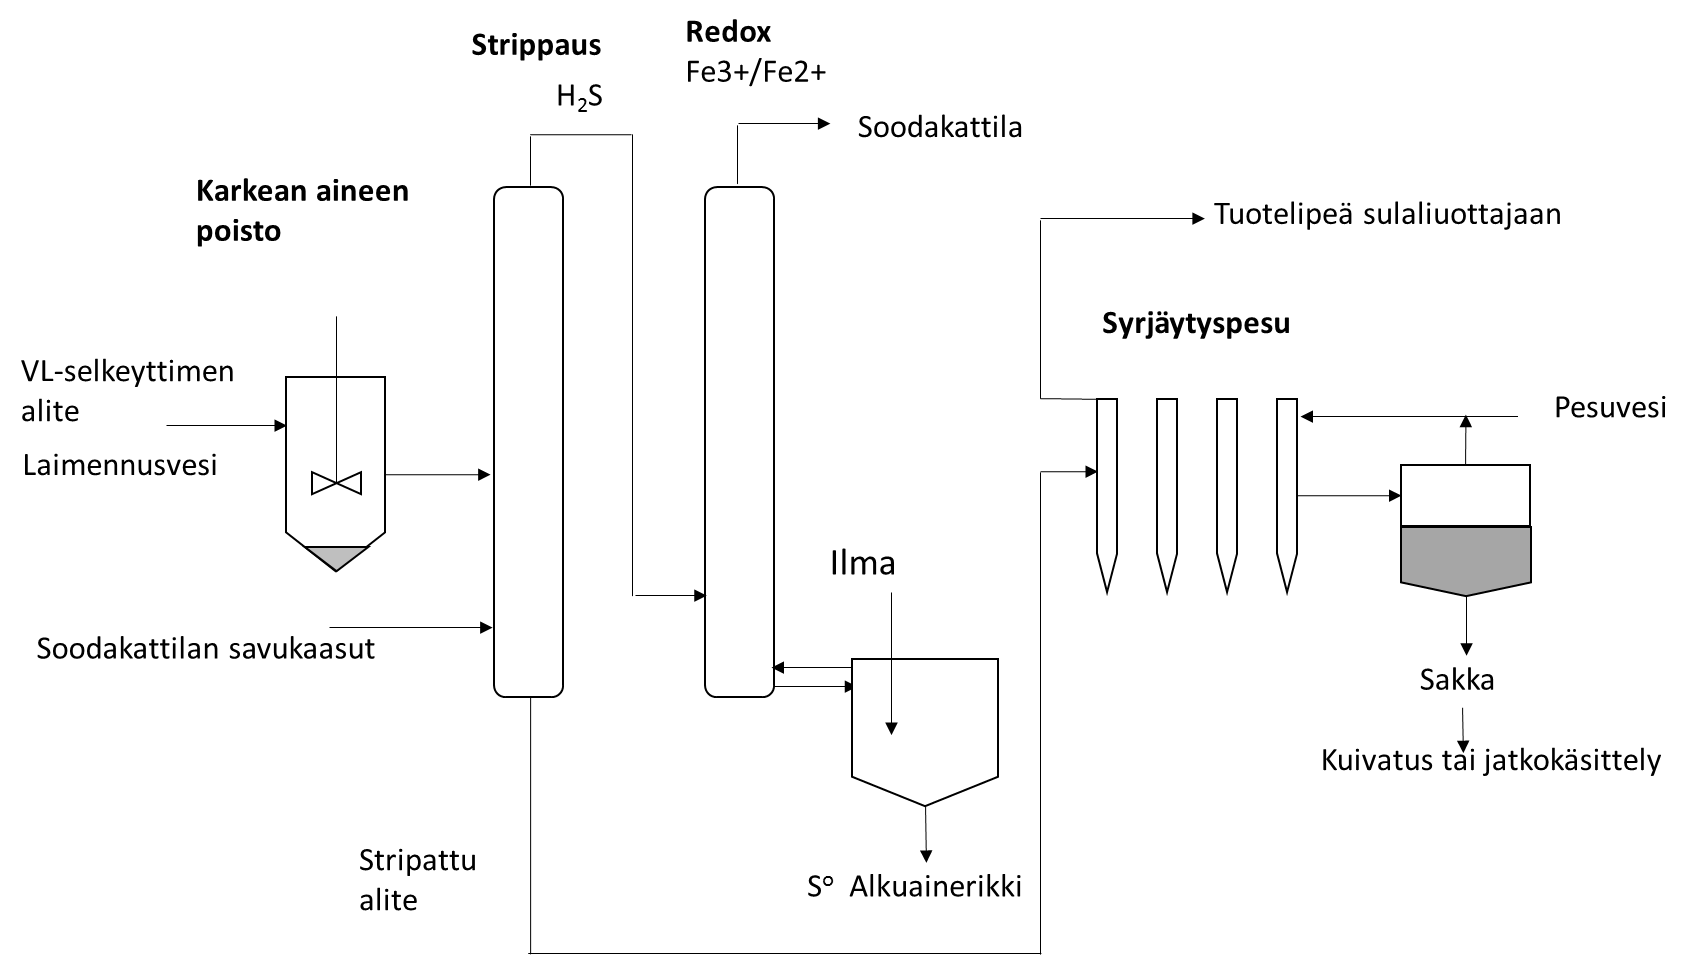 Strippaus
H₂S
Redox
Fe3+/Fe2+
Soodakattila
Karkean aineen
poisto
Tuotelipeä sulaliuottajaan
Syrjäytyspesu
VL-selkeyttimen
alite
Laimennusvesi
Pesuvesi
Ilma
Soodakattilan savukaasut
Sakka
Kuivatus tai jatkokäsittely
Stripattu
alite
S° Alkuainerikki